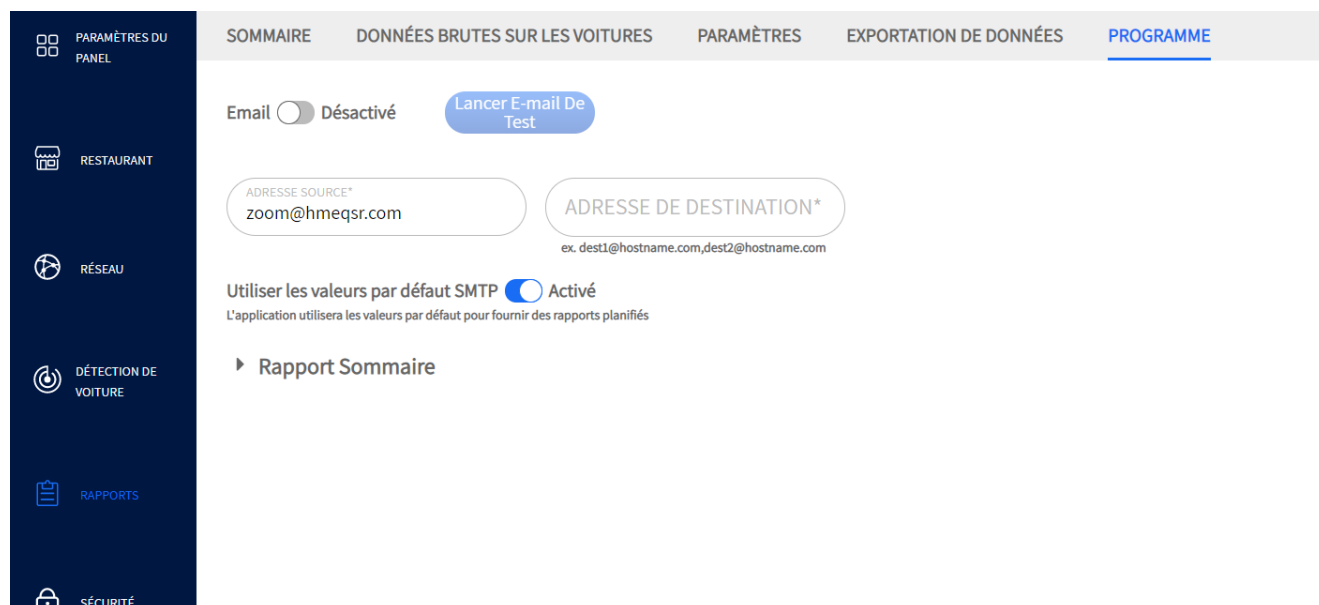 PARAMÈTRES DU
PANEL
RESTAURANT
RÉSEAU
DÉTECTION DE
VOITURE
RAPPORTS
SÉCURITÉ
SOMMAIRE DONNÉES BRUTES SUR LES VOITURES PARAMÈTRES EXPORTATION DE DONNÉES PROGRAMME
Email Désactivé
Lancer E-mail De
Test
ADRESSE SOURCE*
zoom@hmeqsr.com
ADRESSE DE DESTINATION*
ex. dest1@hostname.com,dest2@hostname.com
Utiliser les valeurs par défaut SMTP Activé
L'application utilisera les valeurs par défaut pour fournir des rapports planifiés
Rapport Sommaire